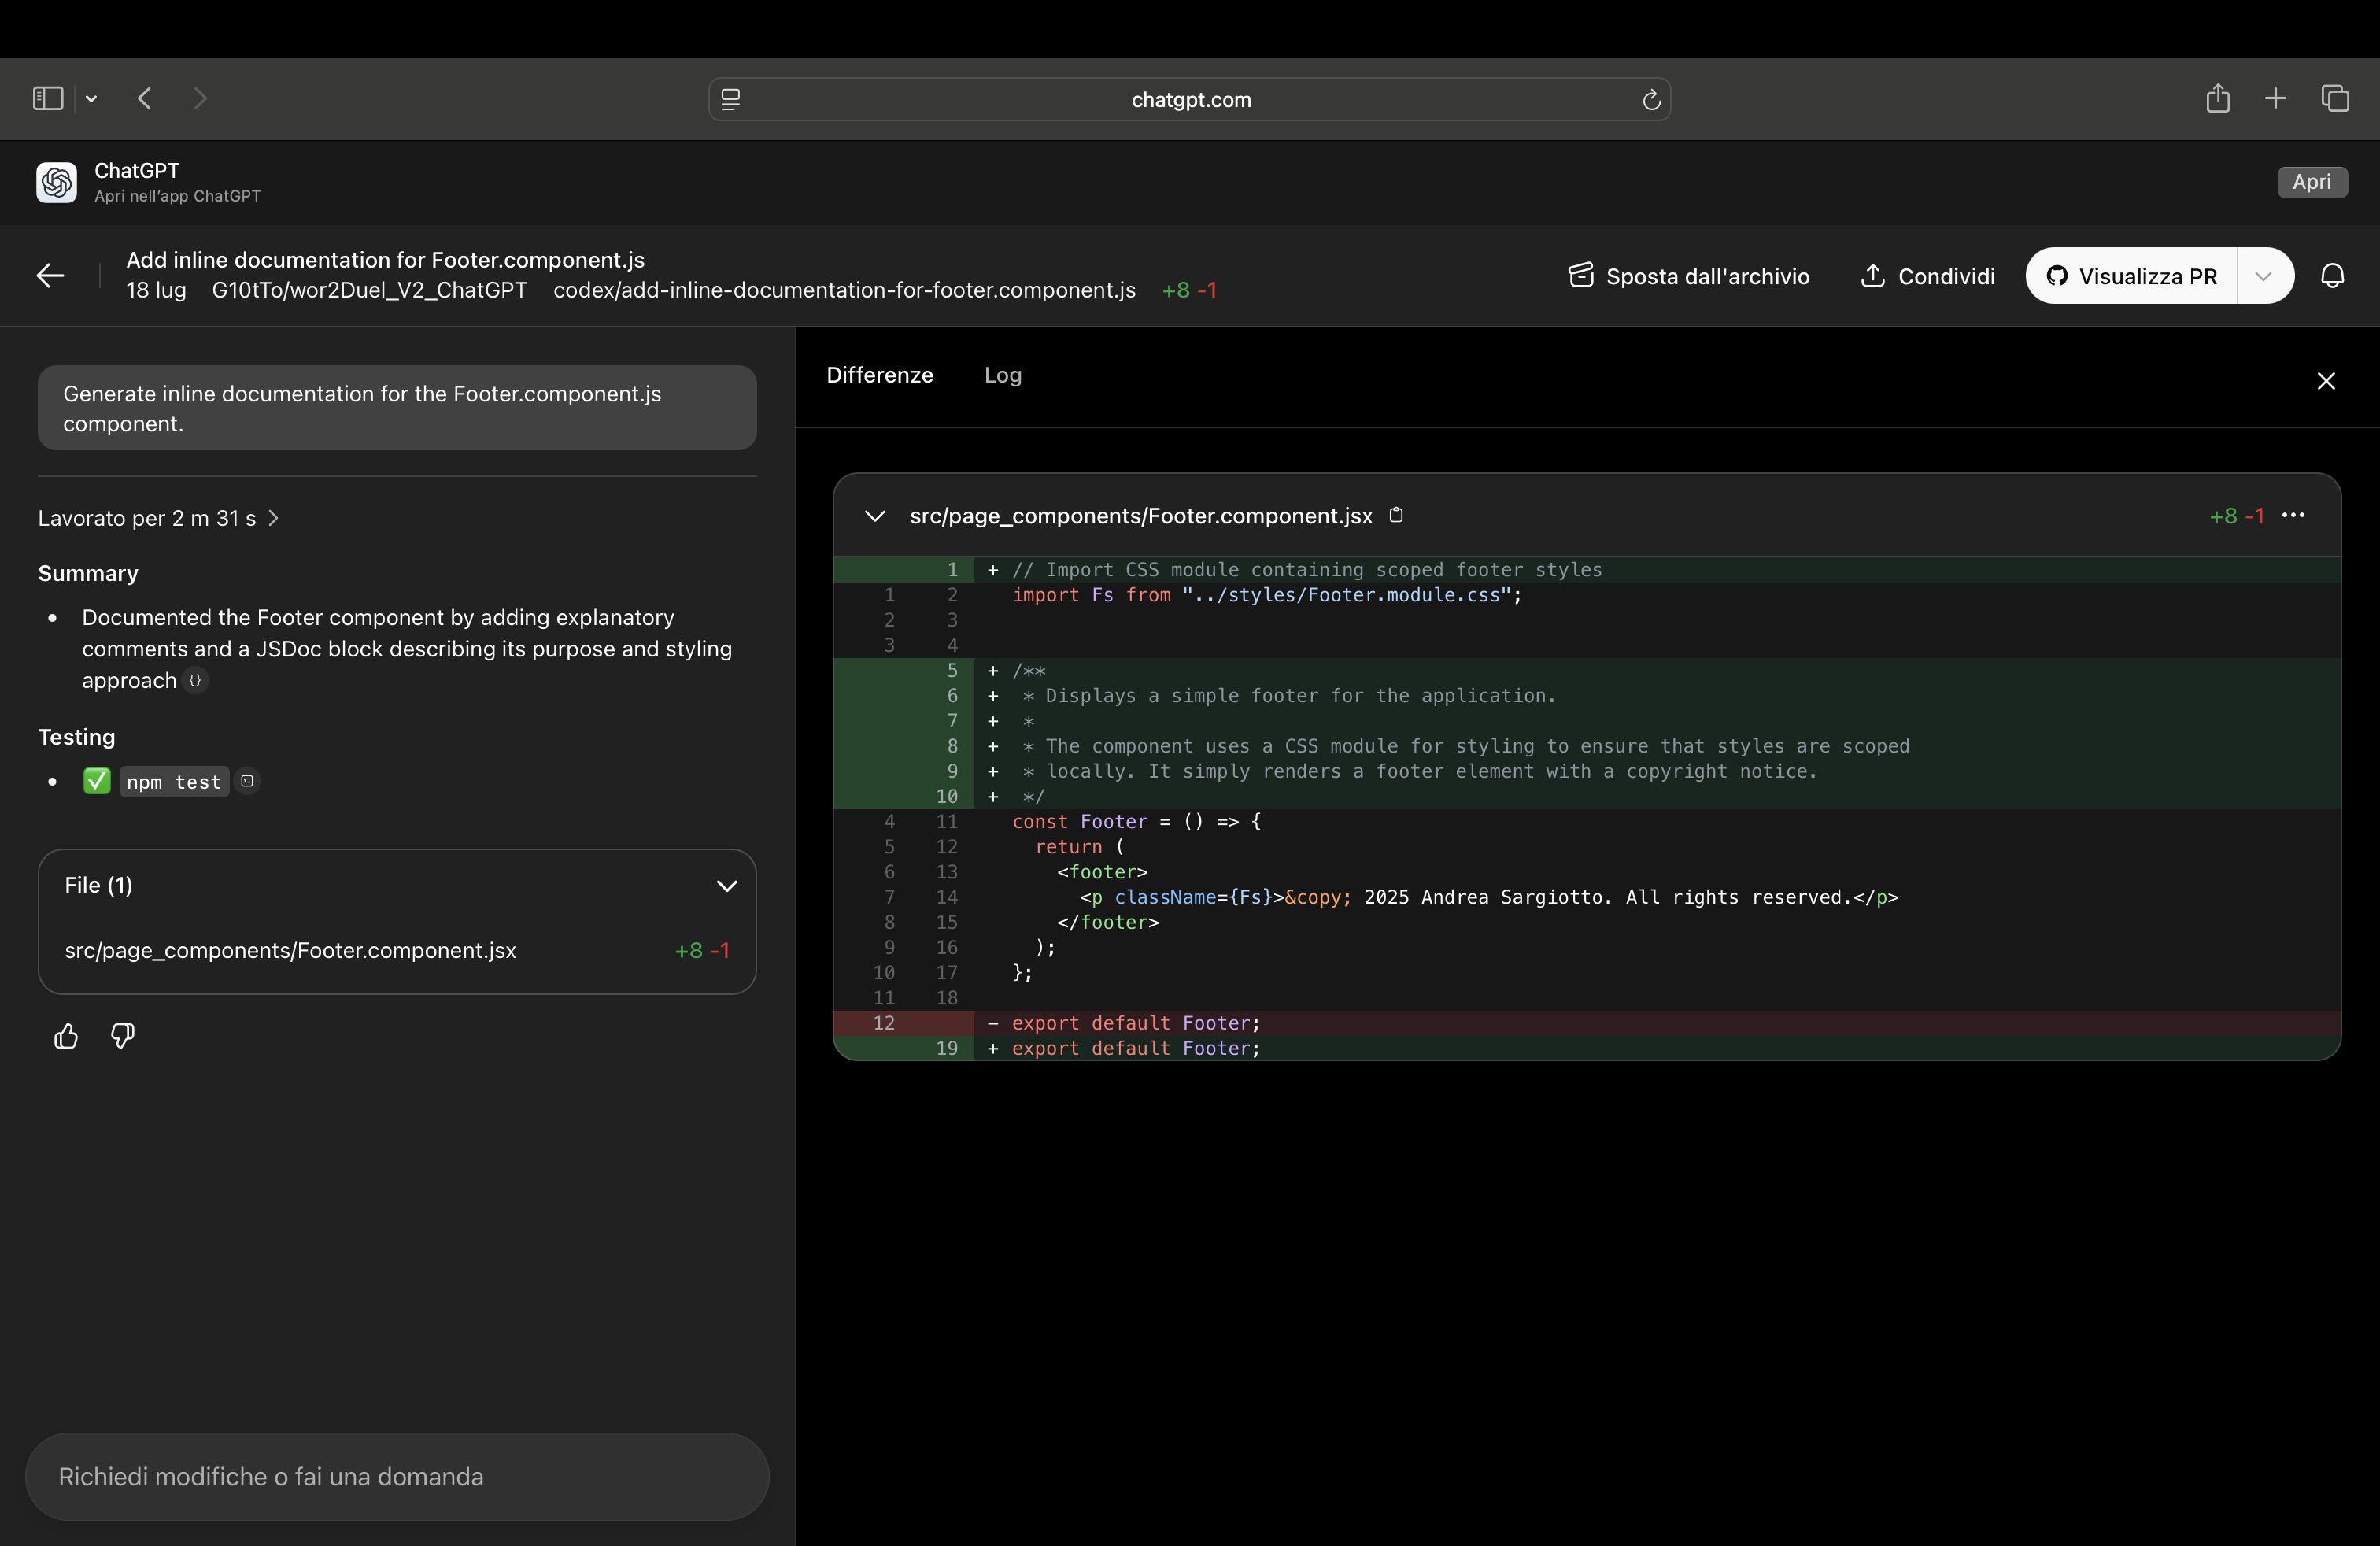 chatgpt.com
ChatGPT
Apri nell'app ChatGPT
Apri
Add inline documentation for Footer.component.js
18 lug G10tTo/wor2Duel_V2_ChatGPT codex/add-inline-documentation-for-footer.component.js +8 -1
Sposta dall'archivio
Condividi
Visualizza PR
Generate inline documentation for the Footer.component.js
component.
Lavorato per 2 m 31 s
Summary
• Documented the Footer component by adding explanatory
comments and a JSDoc block describing its purpose and styling
approach {}
Testing
• ✅ npm test
File (1)
src/page_components/Footer.component.jsx +8 -1
Richiedi modifiche o fai una domanda
Differenze Log
src/page_components/Footer.component.jsx +8 -1
1 + // Import CSS module containing scoped footer styles
1 2 import Fs from "../styles/Footer.module.css";
2 3
3 4
5 + /**
6 + * Displays a simple footer for the application.
7 + *
8 + * The component uses a CSS module for styling to ensure that styles are scoped
9 + * locally. It simply renders a footer element with a copyright notice.
10 + */
4 11 const Footer = () => {
5 12 return (
6 13 <footer>
7 14 <p className={Fs}>&copy; 2025 Andrea Sargiotto. All rights reserved.</p>
8 15 </footer>
9 16 );
10 17 };
11 18
12 - export default Footer;
19 + export default Footer;